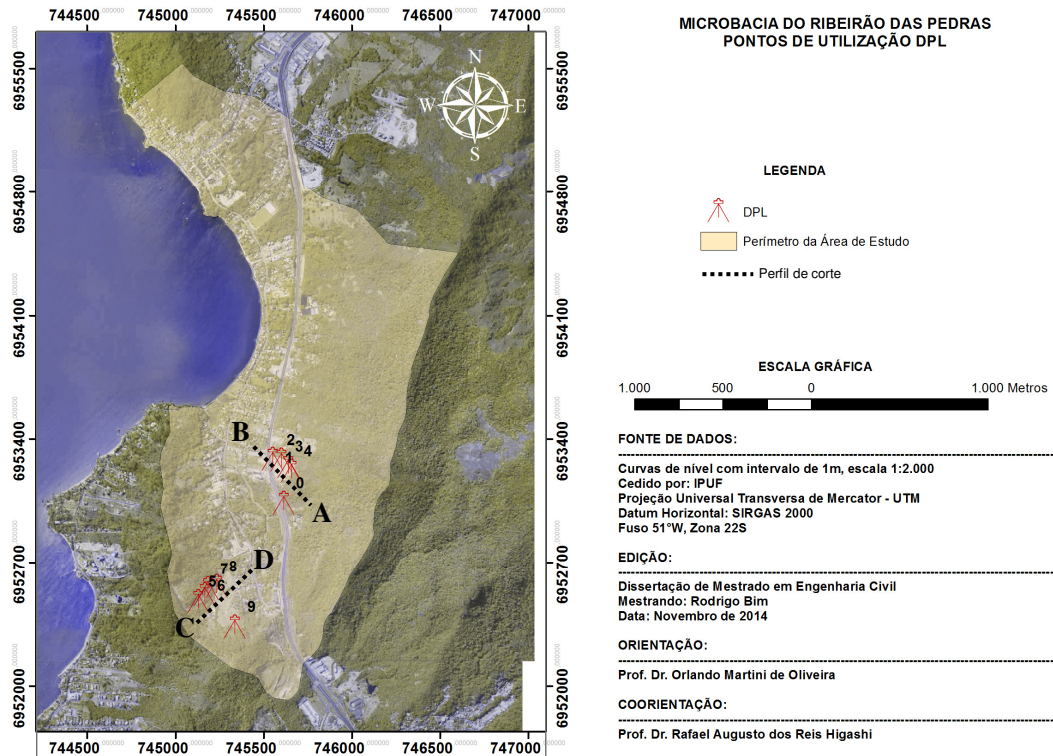 MICROBACIA DO RIBEIRÃO DAS PEDRAS
PONTOS DE UTILIZAÇÃO DPL
744500 745000 745500 746000 746500 747000
6955500
6954800
6954100
6953400
6952700
6952000
N
W E
S
B
2
3 4
1
0
A
D
7 8
5 6
9
C
6955500
6954800
6954100
6953400
6952700
6952000
744500 745000 745500 746000 746500 747000
LEGENDA
DPL
Perímetro da Área de Estudo
Perfil de corte
ESCALA GRÁFICA
1.000 500 0 1.000 Metros
FONTE DE DADOS:
Curvas de nível com intervalo de 1m, escala 1:2.000
Cedido por: IPUF
Projeção Universal Transversa de Mercator - UTM
Datum Horizontal: SIRGAS 2000
Fuso 51°W, Zona 22S
EDIÇÃO:
Dissertação de Mestrado em Engenharia Civil
Mestrando: Rodrigo Bim
Data: Novembro de 2014
ORIENTAÇÃO:
Prof. Dr. Orlando Martini de Oliveira
COORIENTAÇÃO:
Prof. Dr. Rafael Augusto dos Reis Higashi